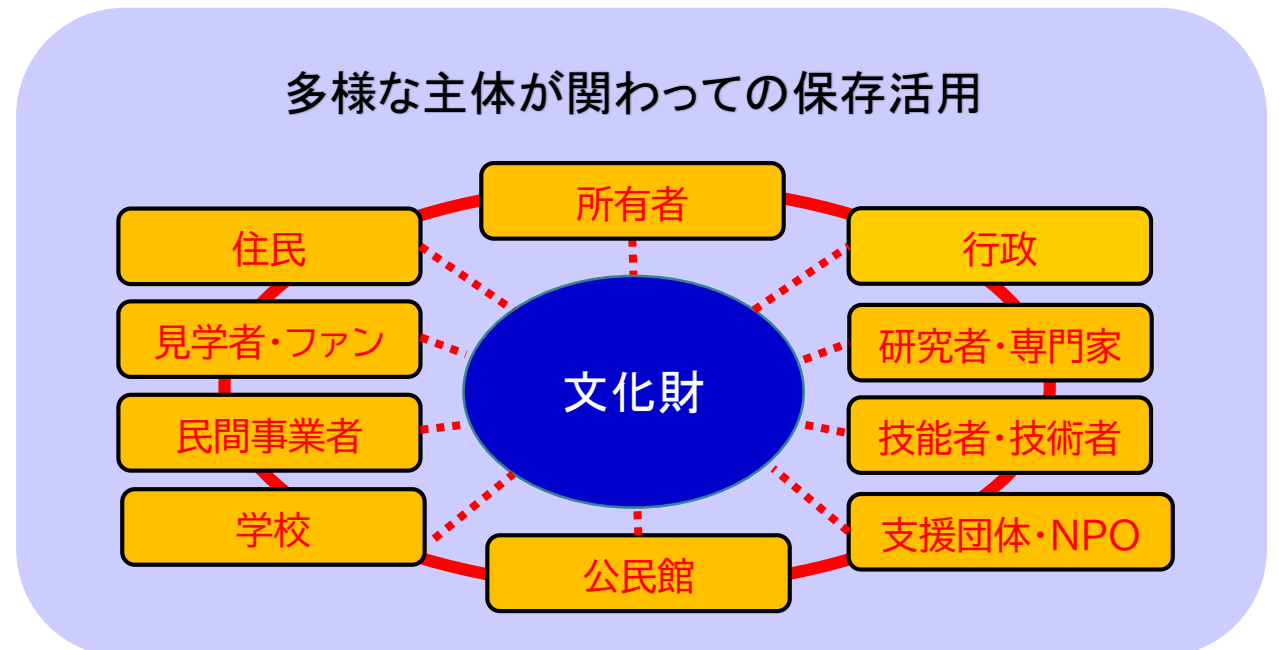 多様な主体が関わっての保存活用
所有者
住民
行政
見学者・ファン
研究者・専門家
文化財
民間事業者
技能者・技術者
学校
支援団体・NPO
公民館